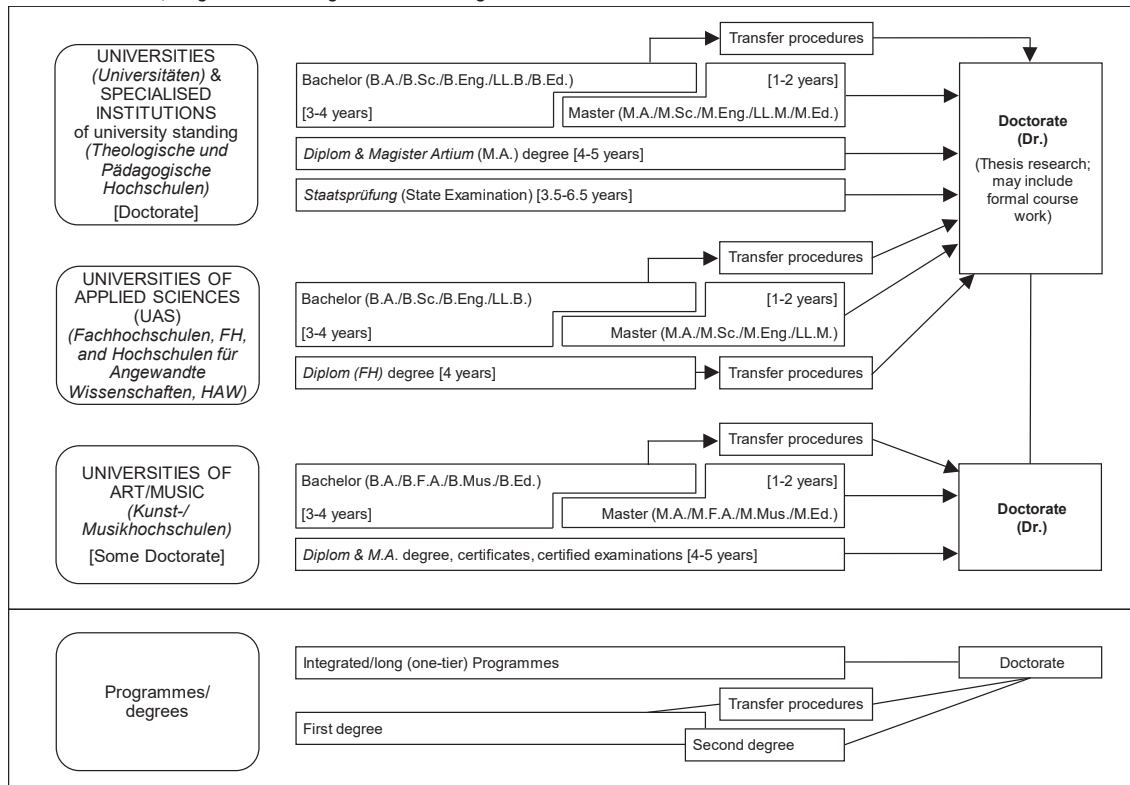 UNIVERSITIES
(Universitäten) &
SPECIALISED
INSTITUTIONS
of university standing
(Theologische und
Pädagogische
Hochschulen)
[Doctorate]
Transfer procedures
Bachelor (B.A./B.Sc./B.Eng./LL.B./B.Ed.)
[3-4 years]
[1-2 years]
Master (M.A./M.Sc./M.Eng./LL.M./M.Ed.)
Diplom & Magister Artium (M.A.) degree [4-5 years]
Staatsprüfung (State Examination) [3.5-6.5 years]
Doctorate
(Dr.)
(Thesis research;
may include
formal course
work)
UNIVERSITIES OF
APPLIED SCIENCES
(UAS)
(Fachhochschulen, FH,
and Hochschulen für
Angewandte
Wissenschaften, HAW)
Transfer procedures
Bachelor (B.A./B.Sc./B.Eng./LL.B.)
[3-4 years]
[1-2 years]
Master (M.A./M.Sc./M.Eng./LL.M.)
Diplom (FH) degree [4 years]
Transfer procedures
UNIVERSITIES OF
ART/MUSIC
(Kunst-/
Musikhochschulen)
[Some Doctorate]
Transfer procedures
Bachelor (B.A./B.F.A./B.Mus./B.Ed.)
[3-4 years]
[1-2 years]
Master (M.A./M.F.A./M.Mus./M.Ed.)
Diplom & M.A. degree, certificates, certified examinations [4-5 years]
Doctorate
(Dr.)
Programmes/
degrees
Integrated/long (one-tier) Programmes
Doctorate
Transfer procedures
First degree
Second degree